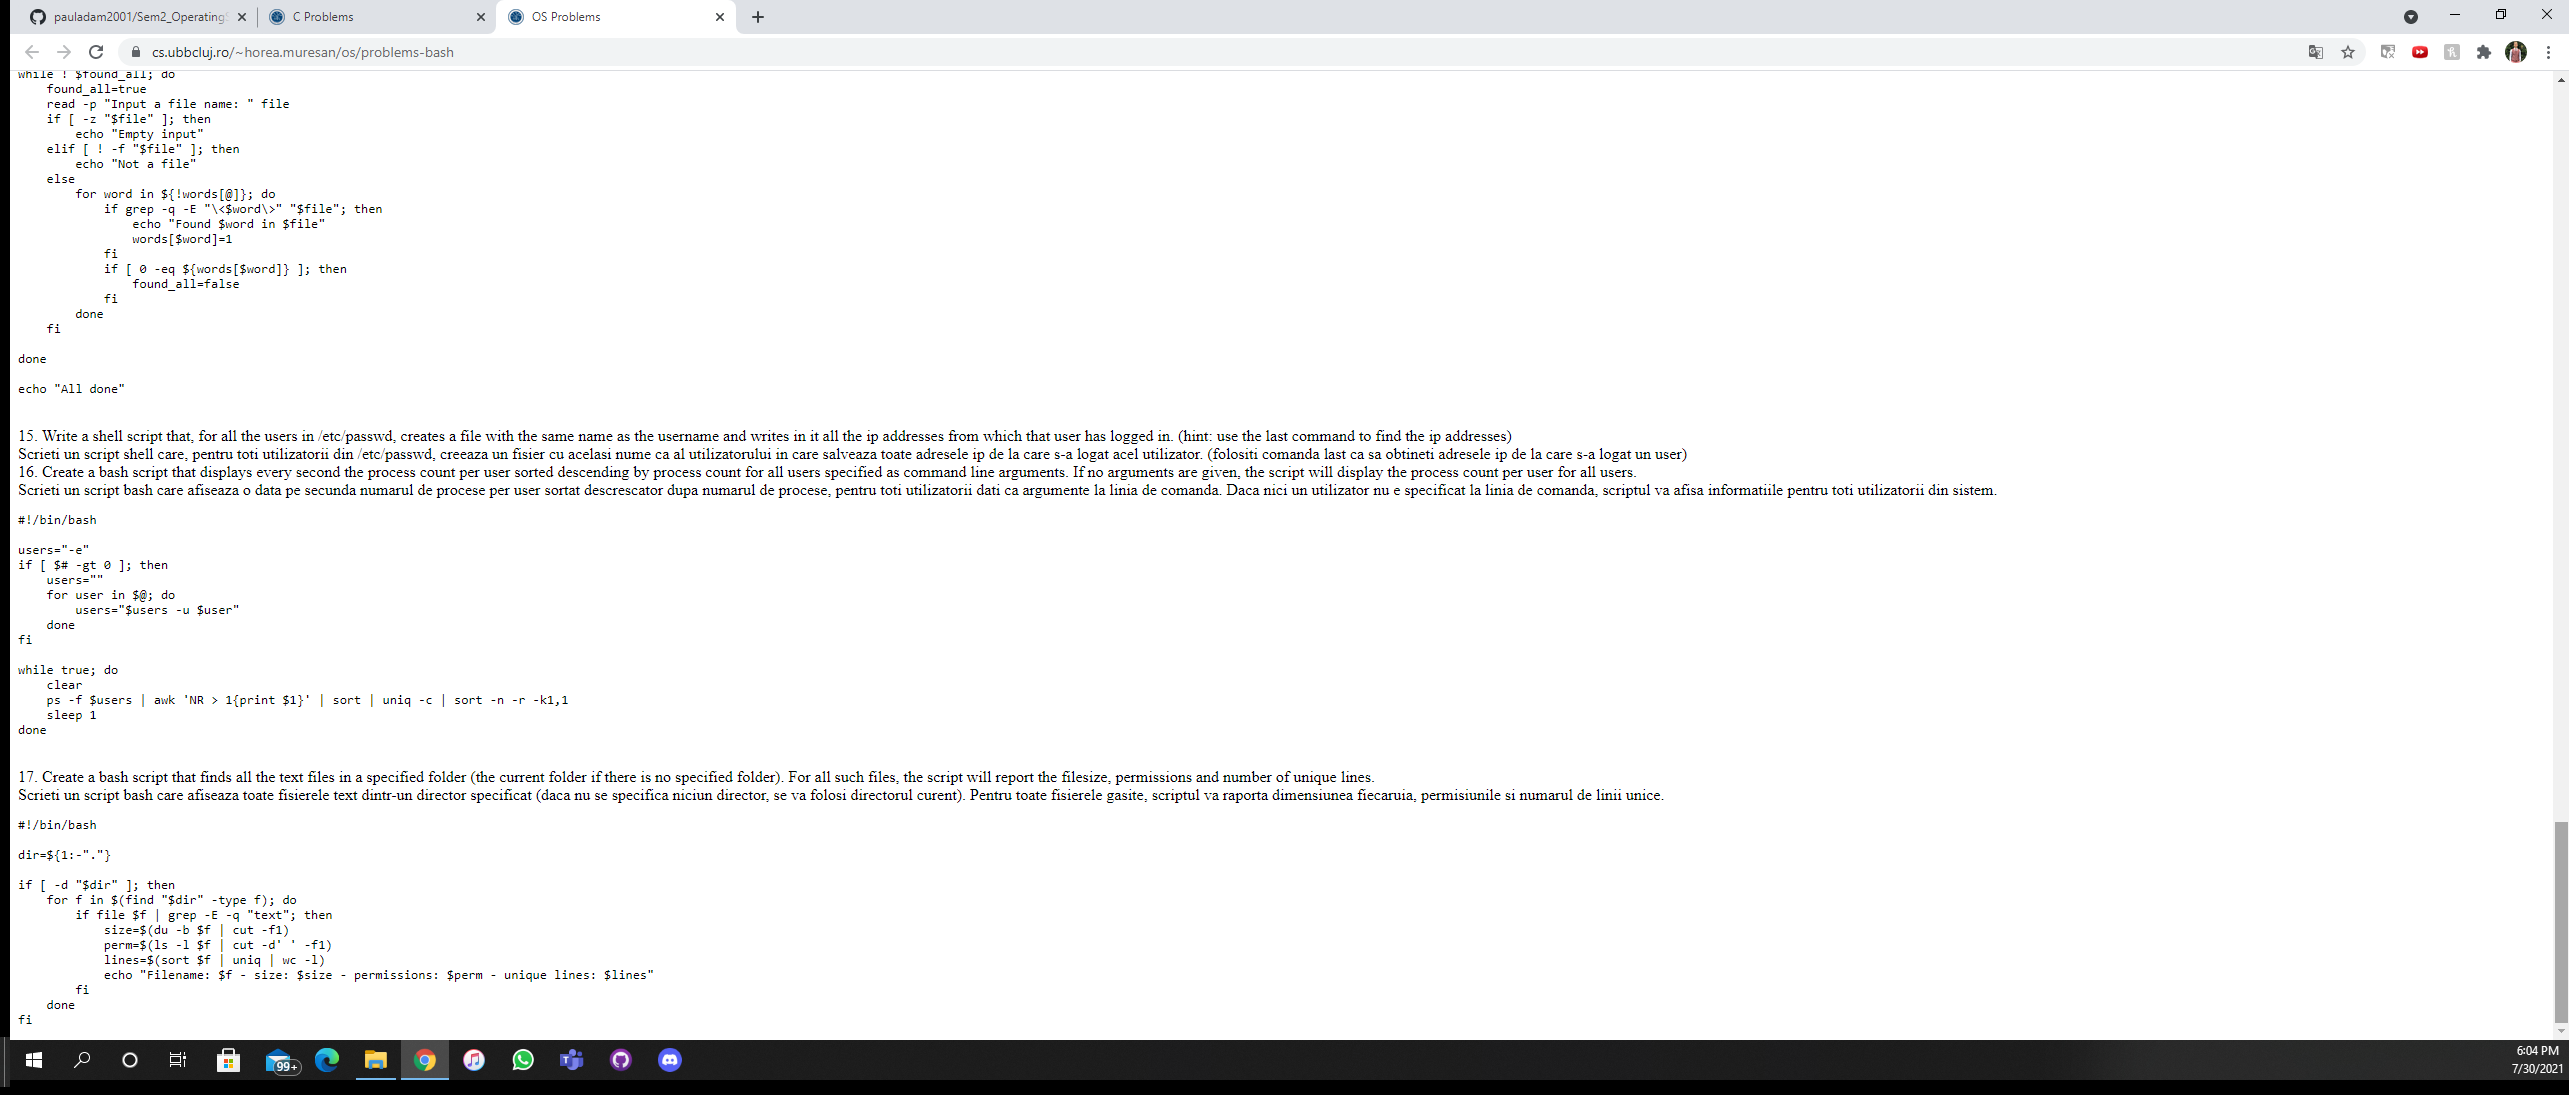 pauladam2001/Sem2_Operating
C Problems
OS Problems
cs.ubbcluj.ro/~horea.muresan/os/problems-bash
while ! $found_all; do
    found_all=true
    read -p "Input a file name: " file
    if [ -z "$file" ]; then
        echo "Empty input"
    elif [ ! -f "$file" ]; then
        echo "Not a file"
    else
        for word in ${!words[@]}; do
            if grep -q -E "\<$word\>" "$file"; then
                echo "Found $word in $file"
                words[$word]=1
            fi
            if [ 0 -eq ${words[$word]} ]; then
                found_all=false
            fi
        done
    fi
done
echo "All done"
15. Write a shell script that, for all the users in /etc/passwd, creates a file with the same name as the username and writes in it all the ip addresses from which that user has logged in. (hint: use the last command to find the ip addresses)
Scrieti un script shell care, pentru toti utilizatorii din /etc/passwd, creeaza un fisier cu acelasi nume ca al utilizatorului in care salveaza toate adresele ip de la care s-a logat acel utilizator. (folositi comanda last ca sa obtineti adresele ip de la care s-a logat un user)
16. Create a bash script that displays every second the process count per user sorted descending by process count for all users specified as command line arguments. If no arguments are given, the script will display the process count per user for all users.
Scrieti un script bash care afiseaza o data pe secunda numarul de procese per user sortat descrescator dupa numarul de procese, pentru toti utilizatorii dati ca argumente la linia de comanda. Daca nici un utilizator nu e specificat la linia de comanda, scriptul va afisa informatiile pentru toti utilizatorii din sistem.
#!/bin/bash
users="-e"
if [ $# -gt 0 ]; then
    users=""
    for user in $@; do
        users="$users -u $user"
    done
fi
while true; do
    clear
    ps -f $users | awk 'NR > 1{print $1}' | sort | uniq -c | sort -n -r -k1,1
    sleep 1
done
17. Create a bash script that finds all the text files in a specified folder (the current folder if there is no specified folder). For all such files, the script will report the filesize, permissions and number of unique lines.
Scrieti un script bash care afiseaza toate fisierele text dintr-un director specificat (daca nu se specifica niciun director, se va folosi directorul curent). Pentru toate fisierele gasite, scriptul va raporta dimensiunea fiecaruia, permisiunile si numarul de linii unice.
#!/bin/bash
dir=${1:-"."}
if [ -d "$dir" ]; then
    for f in $(find "$dir" -type f); do
        if file $f | grep -E -q "text"; then
            size=$(du -b $f | cut -f1)
            perm=$(ls -l $f | cut -d' ' -f1)
            lines=$(sort $f | uniq | wc -l)
            echo "Filename: $f - size: $size - permissions: $perm - unique lines: $lines"
        fi
    done
fi
99+
6:04 PM
7/30/2021